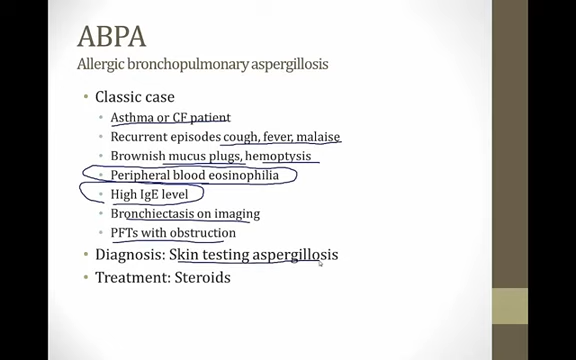 ABPA
Allergic bronchopulmonary aspergillosis
• Classic case
• Asthma or CF patient
• Recurrent episodes cough, fever, malaise
• Brownish mucus plugs, hemoptysis
• Peripheral blood eosinophilia
• High IgE level
• Bronchiectasis on imaging
• PFTs with obstruction
• Diagnosis: Skin testing aspergillosis
• Treatment: Steroids